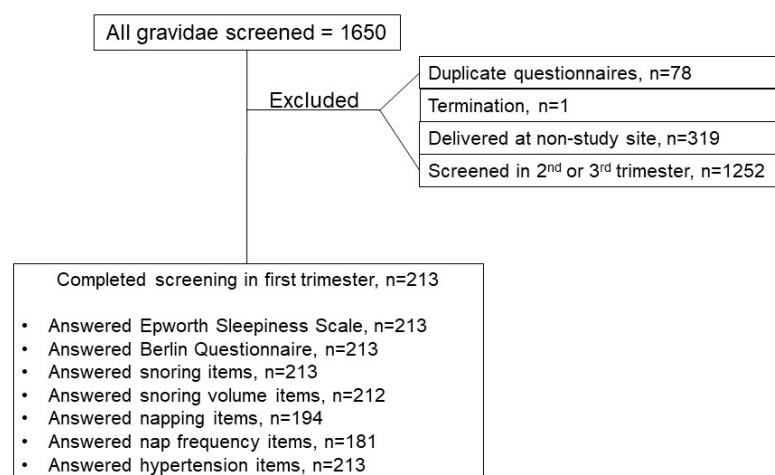 All gravidae screened = 1650
Excluded
Duplicate questionnaires, n=78
Termination, n=1
Delivered at non-study site, n=319
Screened in 2nd or 3rd trimester, n=1252
Completed screening in first trimester, n=213
• Answered Epworth Sleepiness Scale, n=213
• Answered Berlin Questionnaire, n=213
• Answered snoring items, n=213
• Answered snoring volume items, n=212
• Answered napping items, n=194
• Answered nap frequency items, n=181
• Answered hypertension items, n=213